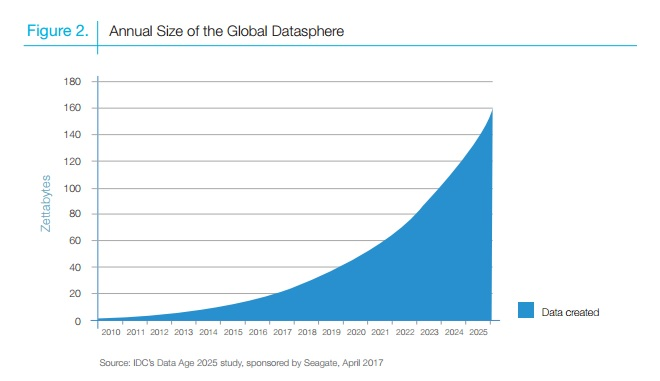 Figure 2. Annual Size of the Global Datasphere
180
160
140
120
100
80
60
40
20
0
Zettabytes
2010 2011 2012 2013 2014 2015 2016 2017 2018 2019 2020 2021 2022 2023 2024 2025
Data created
Source: IDC's Data Age 2025 study, sponsored by Seagate, April 2017